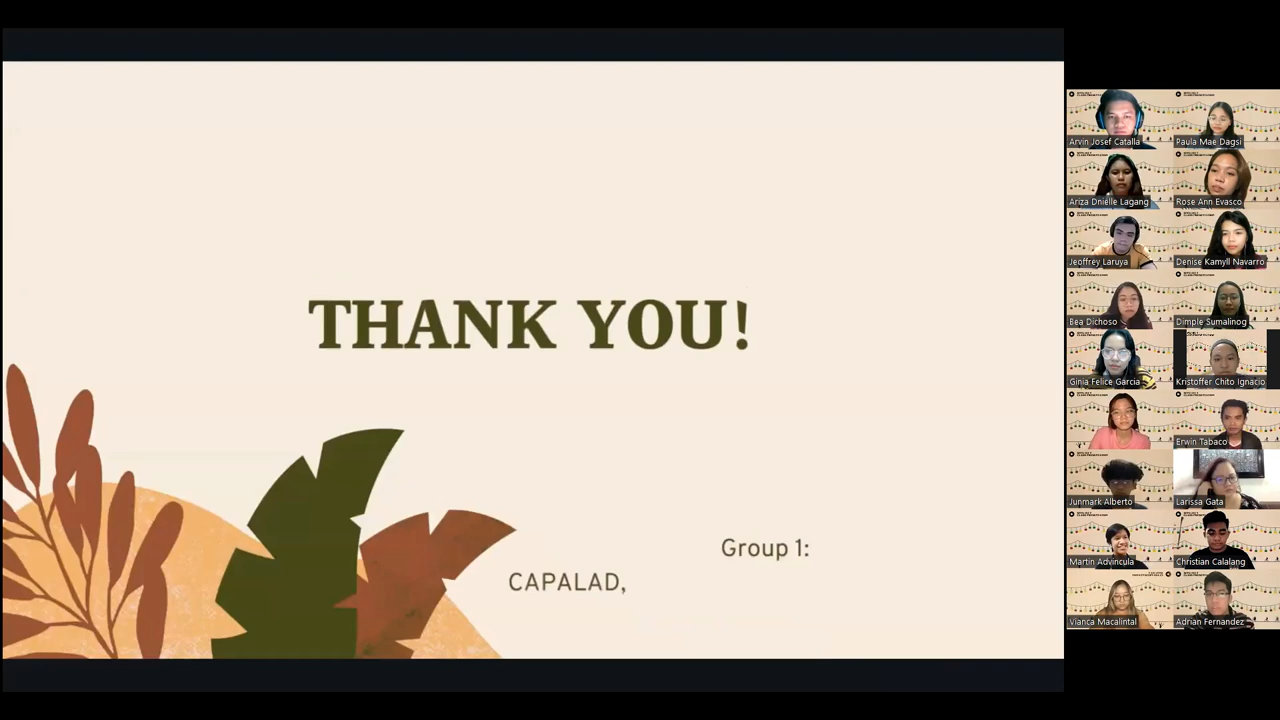 THANK YOU!
Group 1:
CAPALAD,
Arvin Josef Catalla
Paula Mae Dagsi
Ariza Dnielle Lagang
Rose Ann Evasco
Jeoffrey Laruya
Denise Kamyll Navarro
Bea Dichoso
Dimple Sumalinog
Ginia Felice Garcia
Kristoffer Chito Ignacio
Erwin Tabaco
Junmark Alberto
Larissa Gata
Martin Advincula
Christian Calalang
Vianca Macalintal
Adrian Fernandez